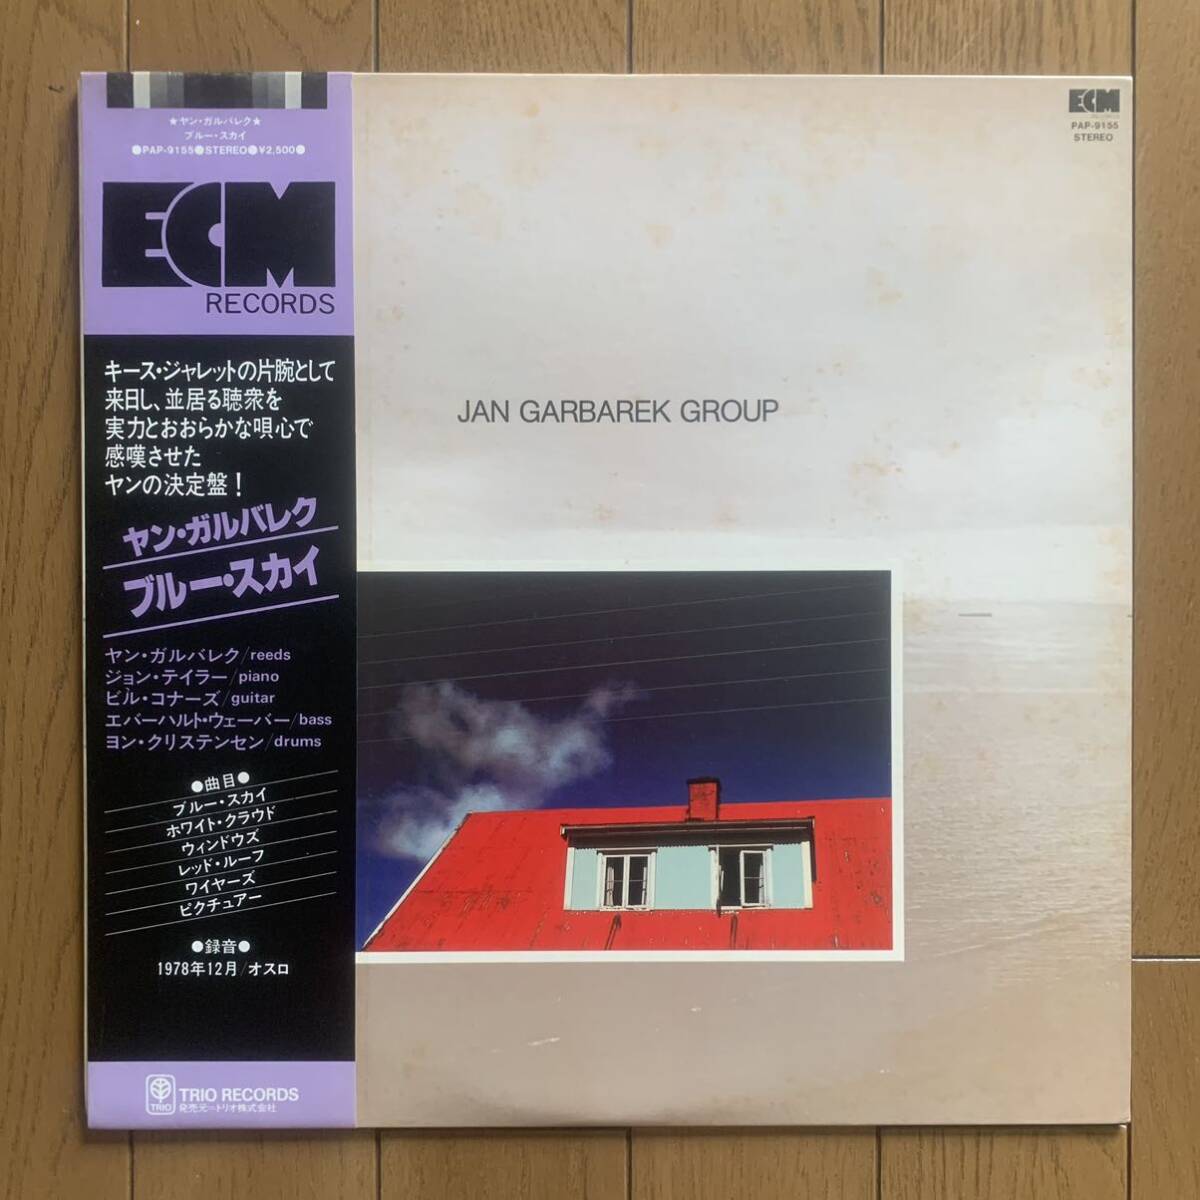 ★ヤン・ガルバレク★
ブルー・スカイ
●PAP-9155●STEREO●¥2,500●
ECM
RECORDS
キース・ジャレットの片腕として
来日し、並居る聴衆を
実力とおおらかな唄心で
感嘆させた
ヤンの決定盤!
ヤン・ガルバレク
ブルー・スカイ
ヤン・ガルバレク/reeds
ジョン・テイラー/piano
ビル・コナーズ/guitar
エバーハルト・ウェーバー/bass
ヨン・クリステンセン/drums
●曲目●
ブルー・スカイ
ホワイト・クラウド
ウィンドウズ
レッド・ルーフ
ワイヤーズ
ピクチュアー
●録音●
1978年12月/オスロ
TRIO
TRIO RECORDS
発売元=トリオ株式会社
JAN GARBAREK GROUP
ECM
PAP-9155
STEREO